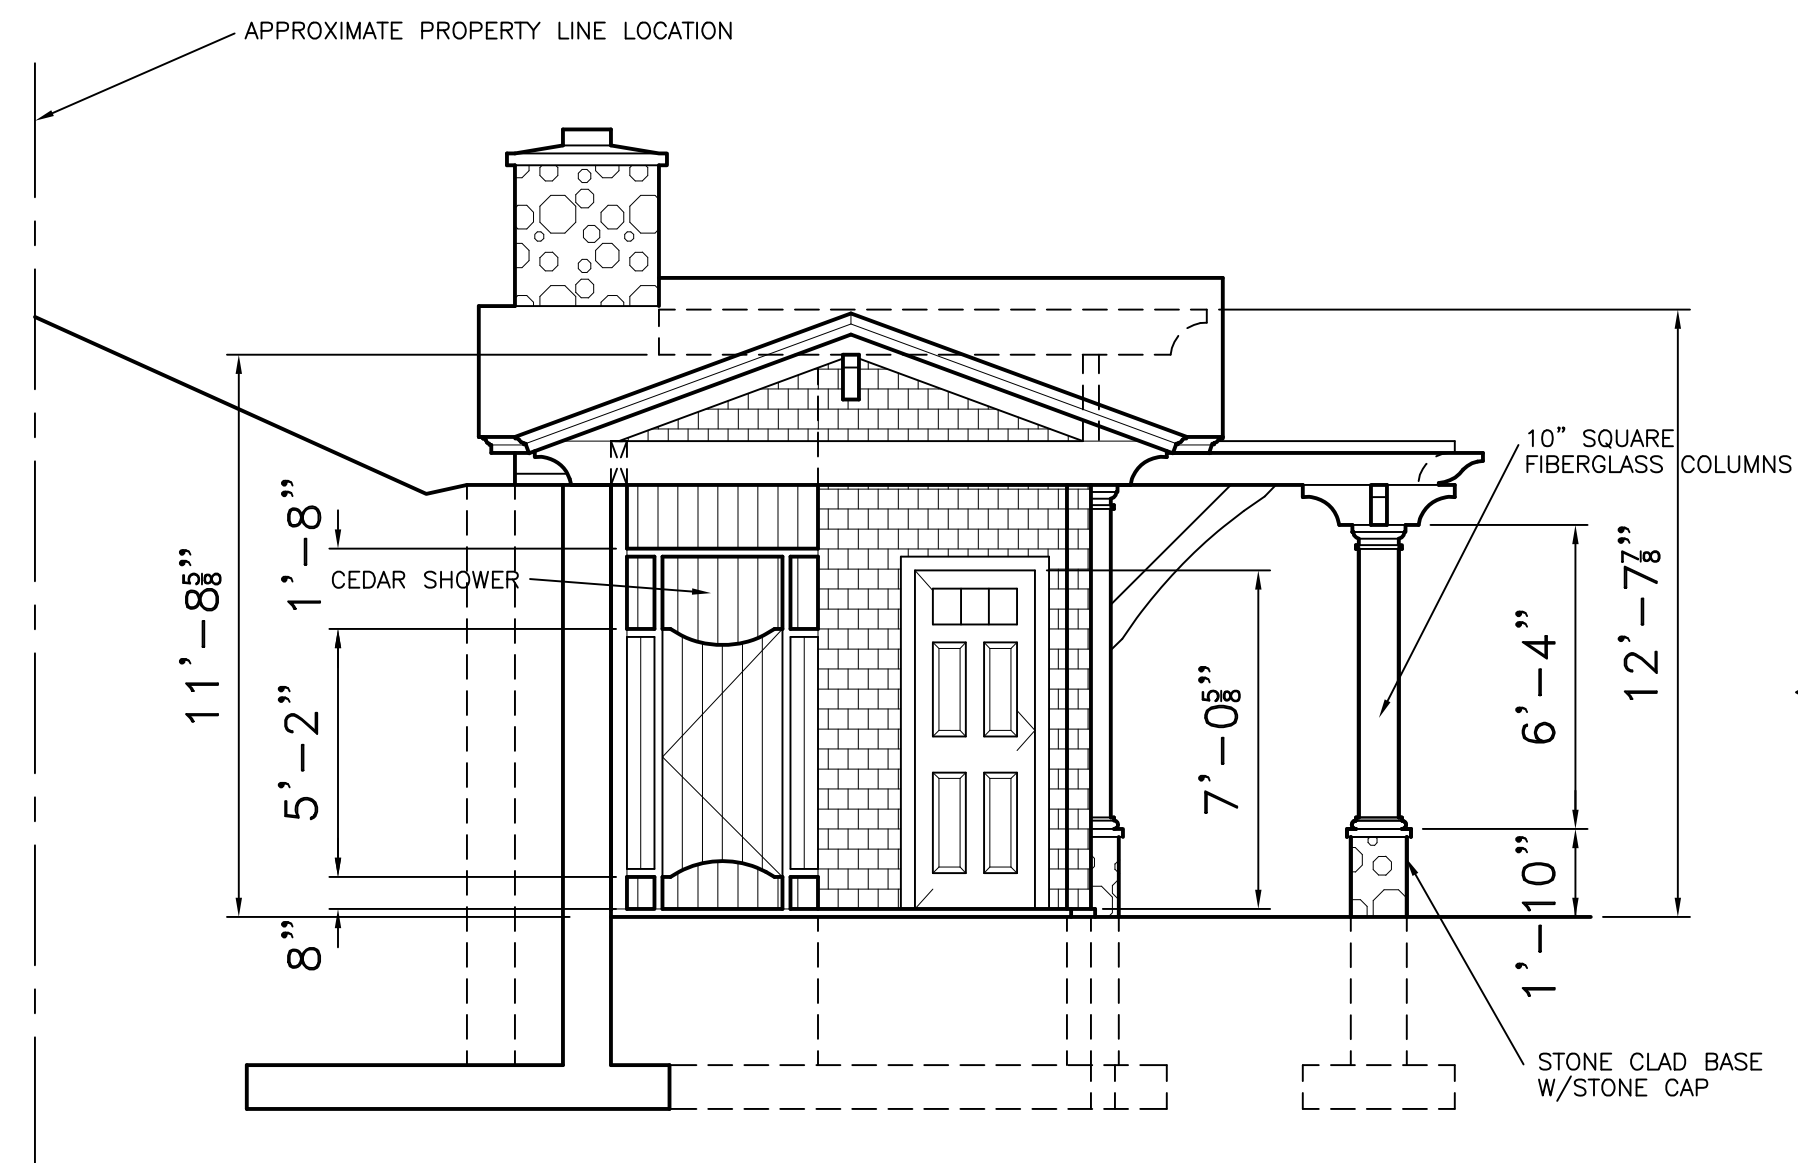 APPROXIMATE PROPERTY LINE LOCATION
10” SQUARE
FIBERGLASS COLUMNS
CEDAR SHOWER
11’–8⅝”
1’–8”
5’–2”
8”
7’–0⅝”
6’–4”
1’–10”
12’–7⅞”
STONE CLAD BASE
W/STONE CAP